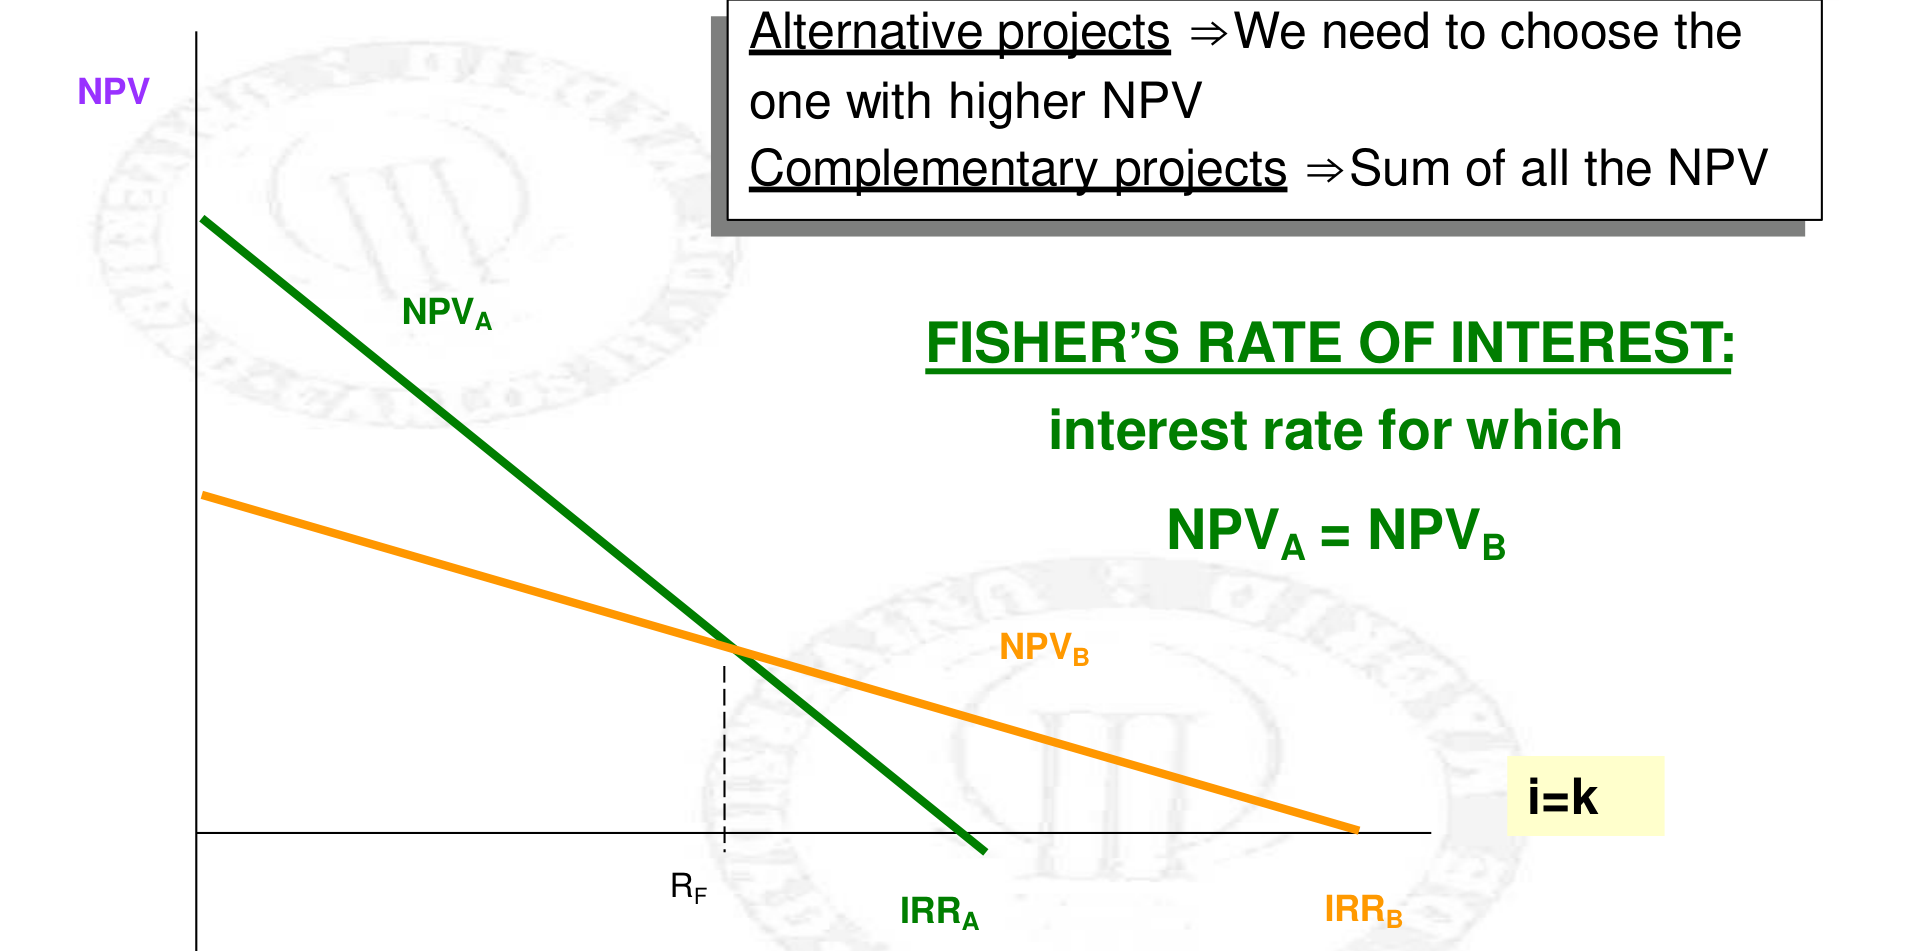 Alternative projects ⇒We need to choose the
one with higher NPV
Complementary projects ⇒Sum of all the NPV
NPV
NPVA
FISHER’S RATE OF INTEREST:
interest rate for which
NPVA = NPVB
NPVB
i=k
RF
IRRA
IRRB